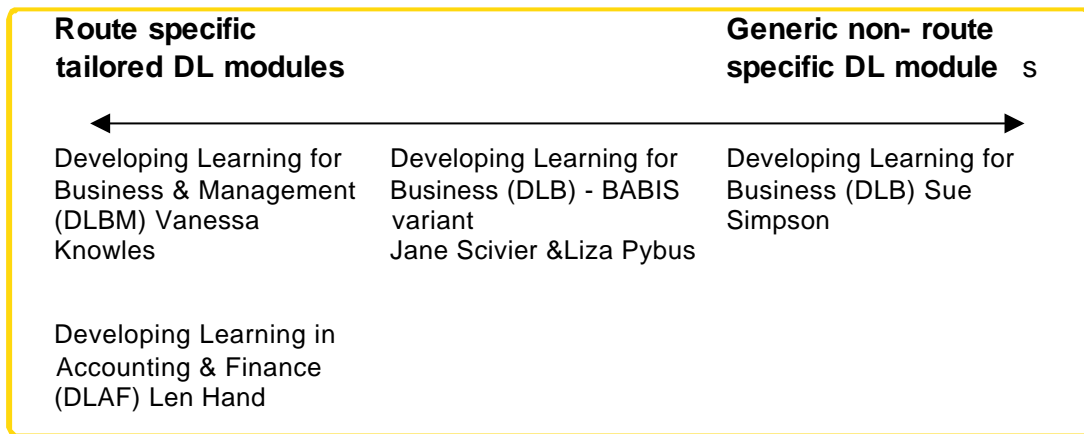 Route specific
tailored DL modules
Generic non- route
specific DL module s
Developing Learning for
Business & Management
(DLBM) Vanessa
Knowles
Developing Learning for
Business (DLB) - BABIS
variant
Jane Scivier &Liza Pybus
Developing Learning for
Business (DLB) Sue
Simpson
Developing Learning in
Accounting & Finance
(DLAF) Len Hand